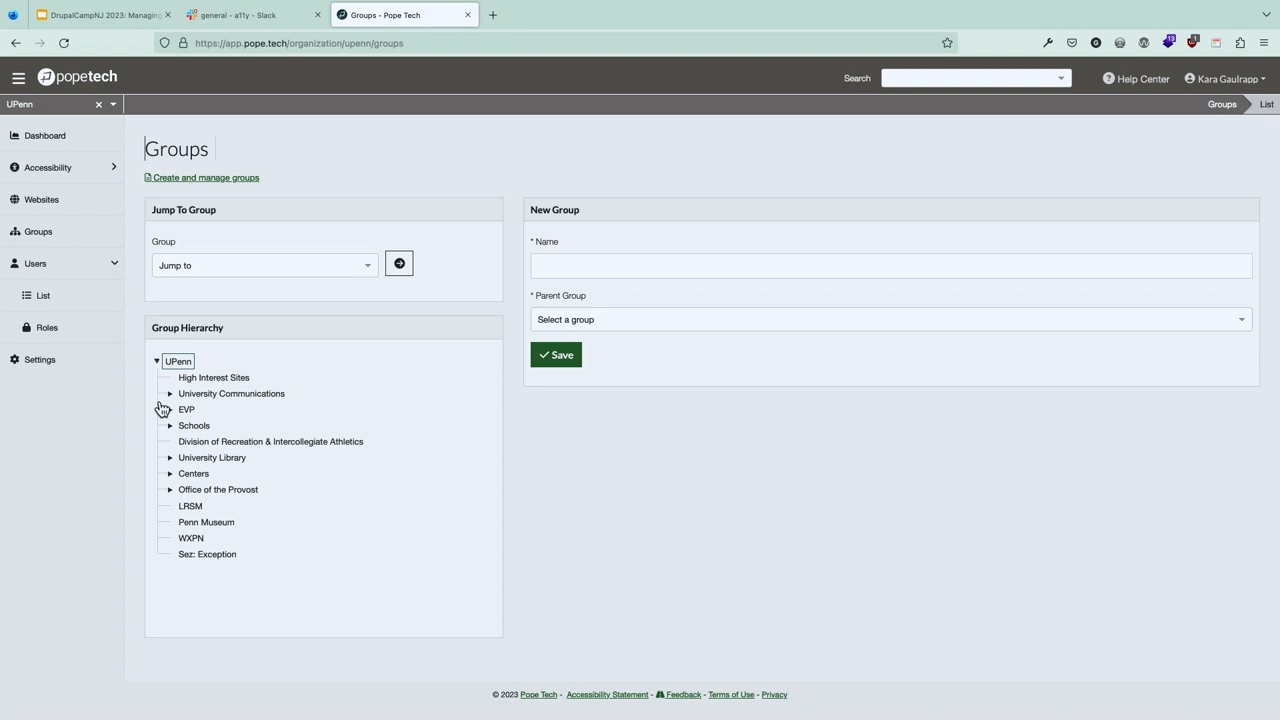 DrupalCampNJ 2023: Managing
general - a11y - Slack
Groups - Pope Tech
https://app.pope.tech/organization/upenn/groups
popetech
Search
Help Center
Kara Gaulrapp
UPenn
Groups
List
Dashboard
Accessibility
Websites
Groups
Users
List
Roles
Settings
Groups
Create and manage groups
Jump To Group
Group
Jump to
Group Hierarchy
UPenn
High Interest Sites
University Communications
EVP
Schools
Division of Recreation & Intercollegiate Athletics
University Library
Centers
Office of the Provost
LRSM
Penn Museum
WXPN
Sez: Exception
New Group
* Name
* Parent Group
Select a group
Save
© 2023 Pope Tech - Accessibility Statement - Feedback - Terms of Use - Privacy